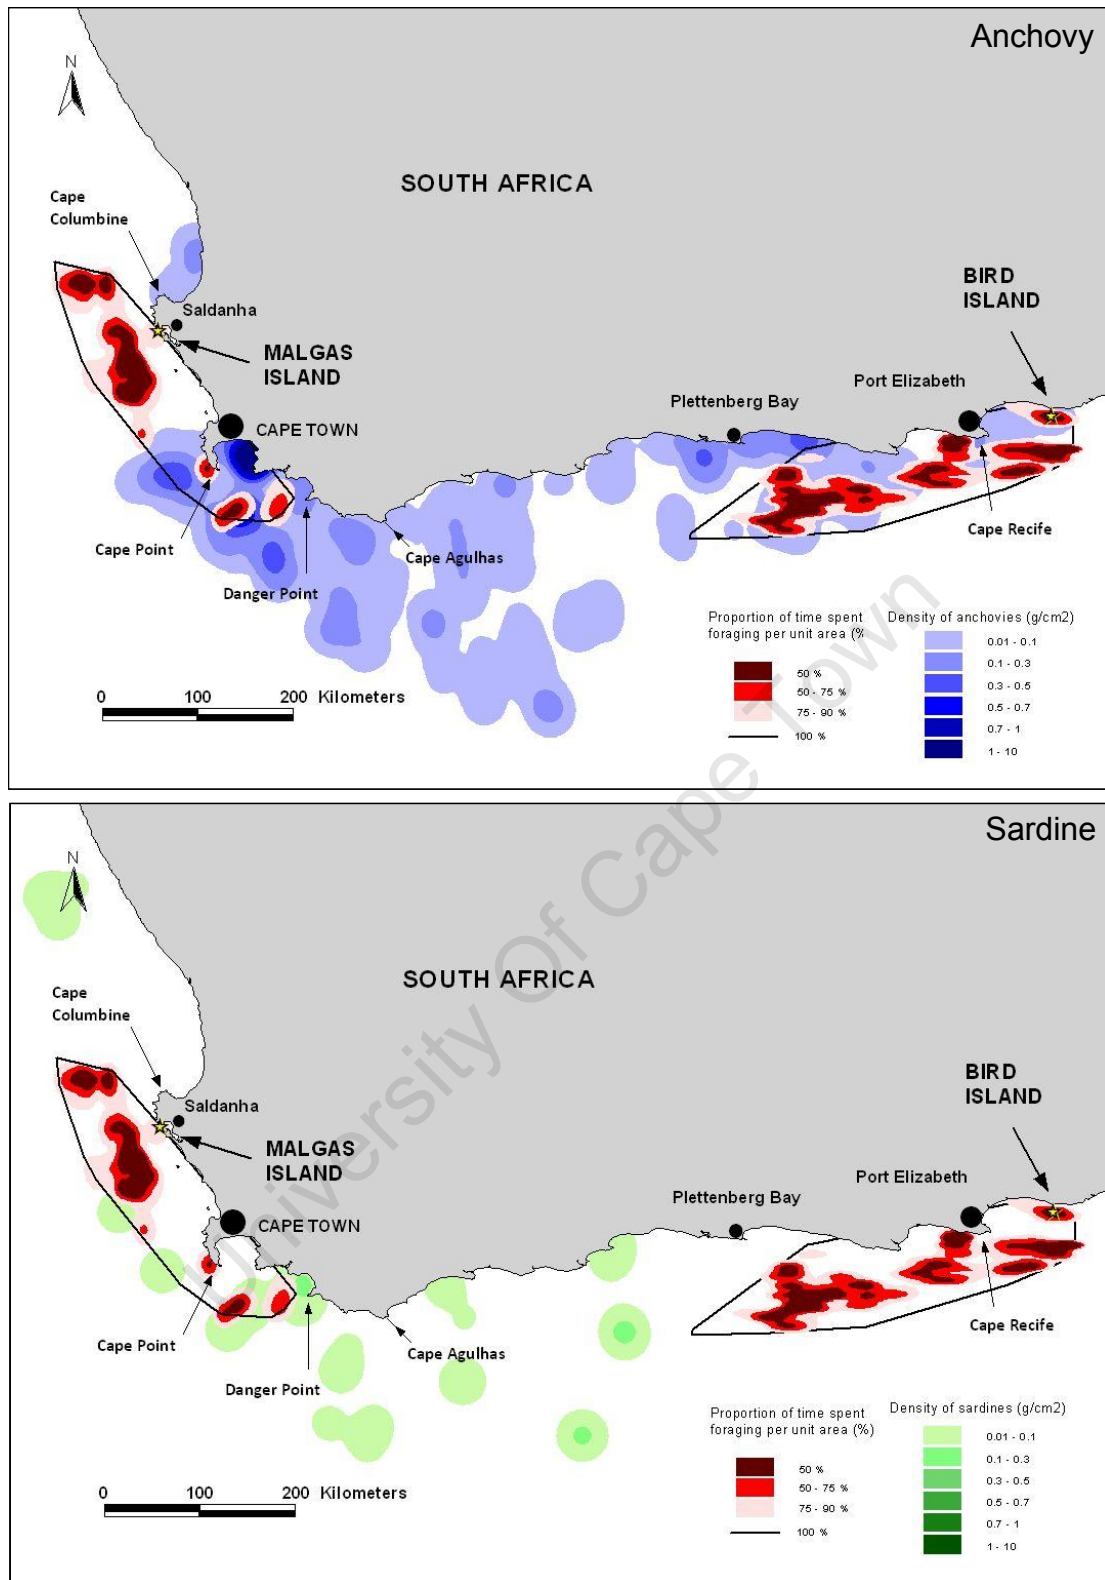 Anchovy
N
SOUTH AFRICA
Cape
Columbine
BIRD
ISLAND
Saldanha
MALGAS
ISLAND
Port Elizabeth
Plettenberg Bay
CAPE TOWN
Cape Recife
Cape Point
Cape Agulhas
Danger Point
Proportion of time spent
foraging per unit area (%
50 %
50 - 75 %
75 - 90 %
100 %
Density of anchovies (g/cm2)
0.01 - 0.1
0.1 - 0.3
0.3 - 0.5
0.5 - 0.7
0.7 - 1
1 - 10
0 100 200 Kilometers
Sardine
N
SOUTH AFRICA
Cape
Columbine
BIRD
ISLAND
Saldanha
MALGAS
ISLAND
Port Elizabeth
Plettenberg Bay
CAPE TOWN
Cape Recife
Cape Point
Cape Agulhas
Danger Point
Proportion of time spent
foraging per unit area (%)
50 %
50 - 75 %
75 - 90 %
100 %
Density of sardines (g/cm2)
0.01 - 0.1
0.1 - 0.3
0.3 - 0.5
0.5 - 0.7
0.7 - 1
1 - 10
0 100 200 Kilometers
University Of Cape Town